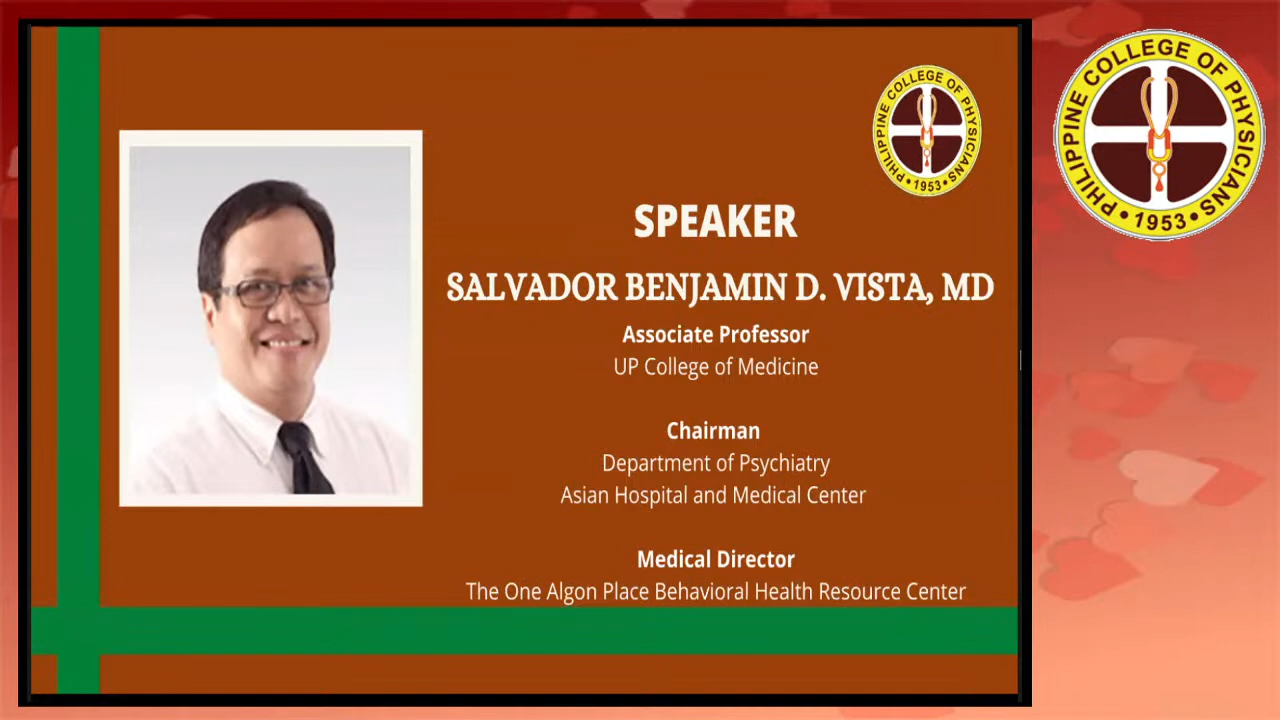 PHILIPPINE COLLEGE OF PHYSICIANS
• 1953 •
SPEAKER
SALVADOR BENJAMIN D. VISTA, MD
Associate Professor
UP College of Medicine
Chairman
Department of Psychiatry
Asian Hospital and Medical Center
Medical Director
The One Algon Place Behavioral Health Resource Center
PHILIPPINE COLLEGE OF PHYSICIANS
• 1953 •